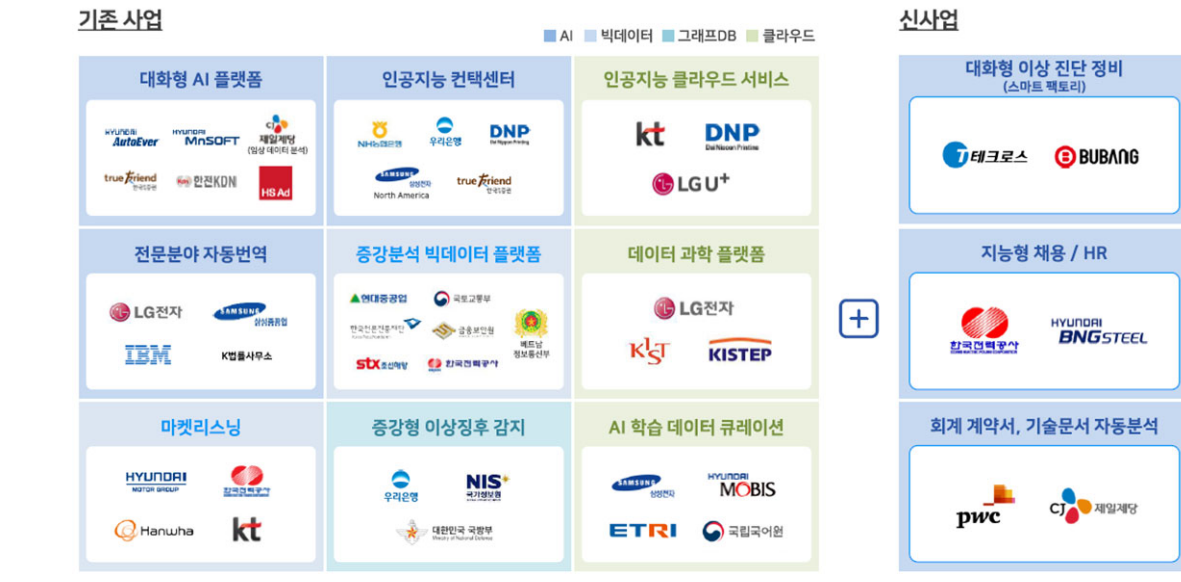 기존 사업
신사업
AI 빅데이터 그래프DB 클라우드
대화형 AI 플랫폼
HYUNDAI
AutoEver
HYUNDAI
MnSOFT
CJ
제일제당
(임상 데이터 분석)
true friend
한국투자증권
한전KDN
HS Ad
인공지능 컨택센터
NH농협은행
우리은행
DNP
Dai Nippon Printing
SAMSUNG
삼성전자
North America
true friend
한국투자증권
인공지능 클라우드 서비스
kt
DNP
Dai Nippon Printing
LG U+
대화형 이상 진단 정비
(스마트 팩토리)
테크로스
BUBANG
전문분야 자동번역
LG전자
SAMSUNG
삼성중공업
IBM
K법률사무소
증강분석 빅데이터 플랫폼
현대중공업
국토교통부
한국언론진흥재단
금융보안원
베트남
정보통신부
stx조선해양
한국전력공사
데이터 과학 플랫폼
LG전자
KIST
KISTEP
지능형 채용 / HR
한국전력공사
HYUNDAI
BNGSTEEL
마켓리스닝
HYUNDAI
MOTOR GROUP
한국전력공사
Hanwha
kt
증강형 이상징후 감지
우리은행
NIS
국가정보원
대한민국 국방부
Ministry of National Defense
AI 학습 데이터 큐레이션
SAMSUNG
삼성전자
HYUNDAI
MOBIS
ETRI
국립국어원
회계 계약서, 기술문서 자동분석
pwc
CJ 제일제당